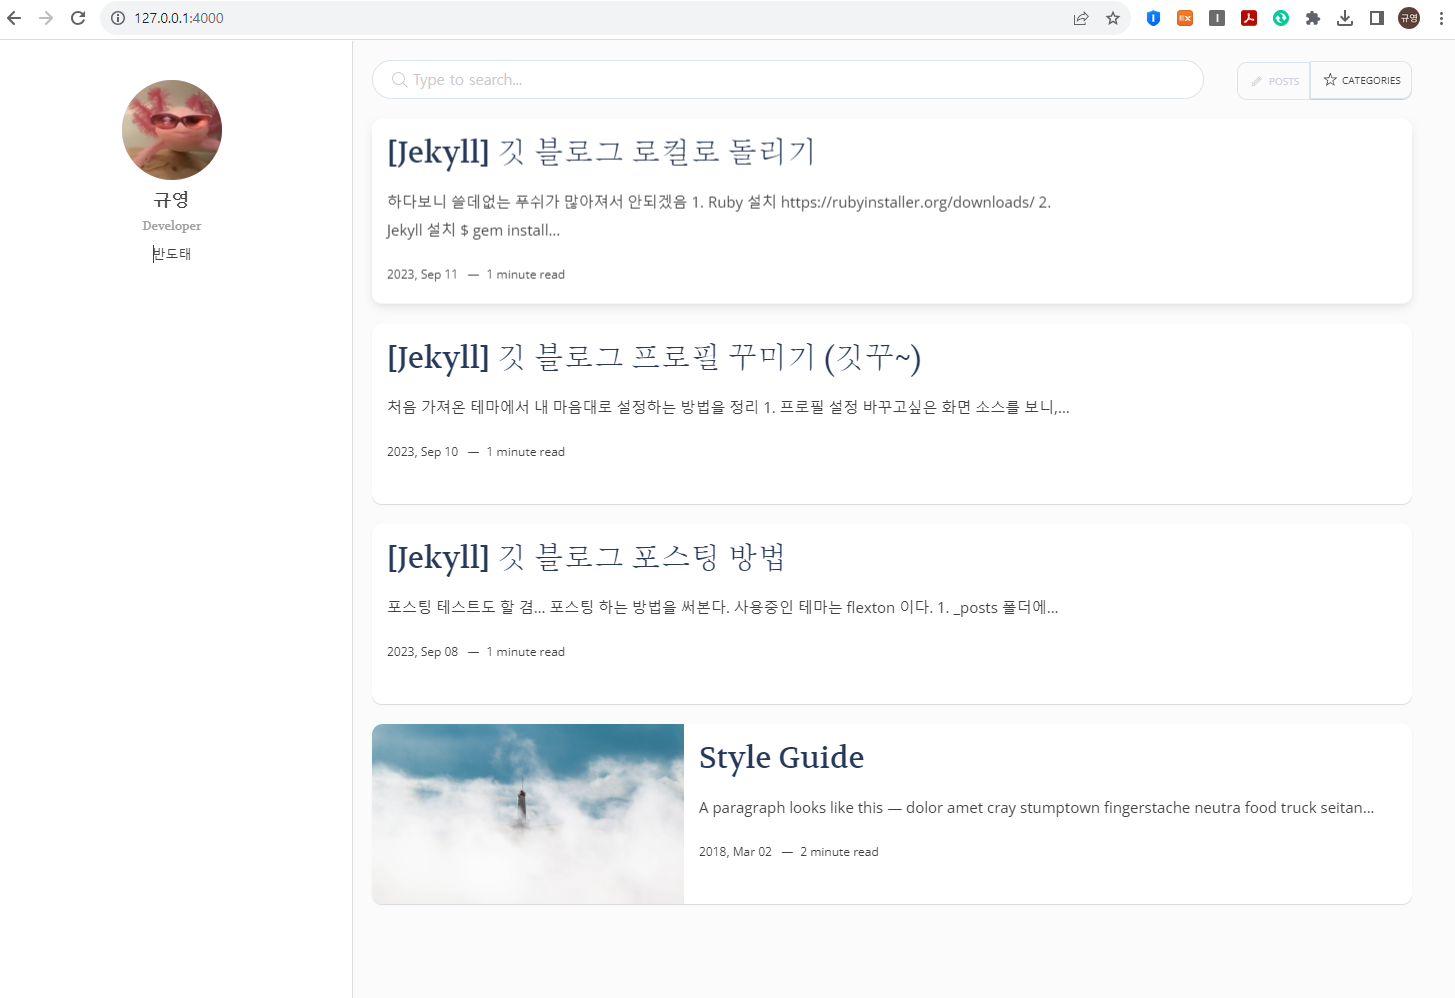 127.0.0.1:4000
규영
규영
Developer
반도태
Type to search...
POSTS
CATEGORIES
[Jekyll] 깃 블로그 로컬로 돌리기
하다보니 쓸데없는 푸쉬가 많아져서 안되겠음 1. Ruby 설치 https://rubyinstaller.org/downloads/ 2.
Jekyll 설치 $ gem install...
2023, Sep 11 — 1 minute read
[Jekyll] 깃 블로그 프로필 꾸미기 (깃꾸~)
처음 가져온 테마에서 내 마음대로 설정하는 방법을 정리 1. 프로필 설정 바꾸고싶은 화면 소스를 보니,...
2023, Sep 10 — 1 minute read
[Jekyll] 깃 블로그 포스팅 방법
포스팅 테스트도 할 겸... 포스팅 하는 방법을 써본다. 사용중인 테마는 flexton 이다. 1. _posts 폴더에...
2023, Sep 08 — 1 minute read
Style Guide
A paragraph looks like this — dolor amet cray stumptown fingerstache neutra food truck seitan...
2018, Mar 02 — 2 minute read